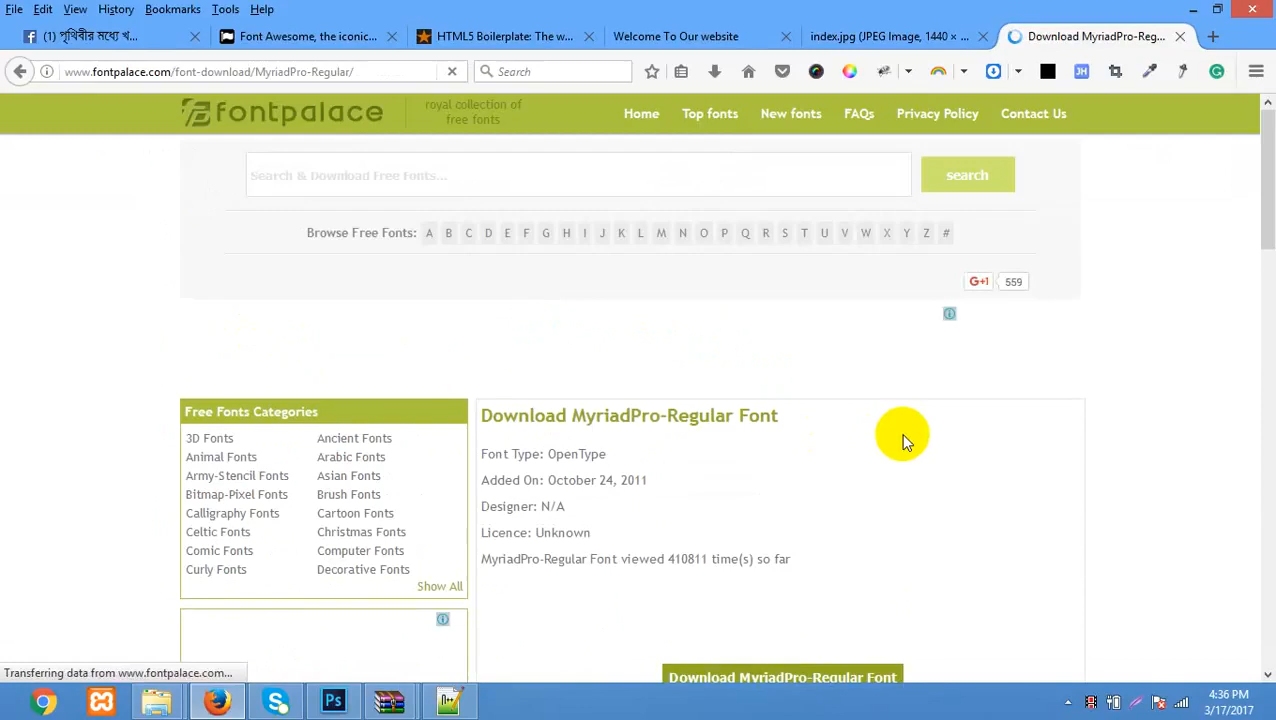 File Edit View History Bookmarks Tools Help
(1) পৃথিবীর মধ্যে খ...
Font Awesome, the iconic...
HTML5 Boilerplate: The w...
Welcome To Our website
index.jpg (JPEG Image, 1440 × ...
Download MyriadPro-Reg...
www.fontpalace.com/font-download/MyriadPro-Regular/
Search
JH
fontpalace
royal collection of
free fonts
Home Top fonts New fonts FAQs Privacy Policy Contact Us
Search & Download Free Fonts...
search
Browse Free Fonts: A B C D E F G H I J K L M N O P Q R S T U V W X Y Z #
G+1 559
Free Fonts Categories
3D Fonts Ancient Fonts
Animal Fonts Arabic Fonts
Army-Stencil Fonts Asian Fonts
Bitmap-Pixel Fonts Brush Fonts
Calligraphy Fonts Cartoon Fonts
Celtic Fonts Christmas Fonts
Comic Fonts Computer Fonts
Curly Fonts Decorative Fonts
Show All
Download MyriadPro-Regular Font
Font Type: OpenType
Added On: October 24, 2011
Designer: N/A
Licence: Unknown
MyriadPro-Regular Font viewed 410811 time(s) so far
Download MyriadPro-Regular Font
Transferring data from www.fontpalace.com...
Ps
4:36 PM
3/17/2017